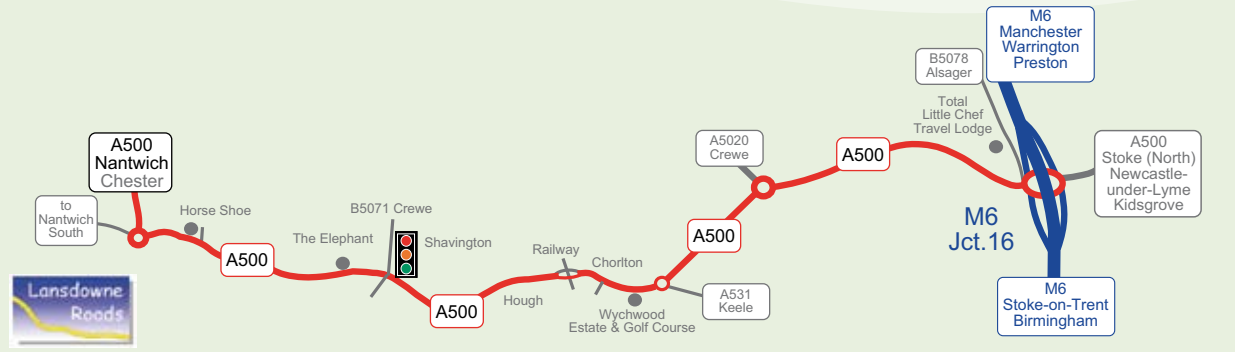 A500
Nantwich
Chester
to
Nantwich
South
Horse Shoe
A500
The Elephant
B5071 Crewe
Shavington
A500
Hough
Railway
Chorlton
Wychwood
Estate & Golf Course
A531
Keele
A500
A5020
Crewe
A500
B5078
Alsager
Total
Little Chef
Travel Lodge
M6
Manchester
Warrington
Preston
A500
Stoke (North)
Newcastle-
under-Lyme
Kidsgrove
M6
Jct.16
M6
Stoke-on-Trent
Birmingham
Lansdowne
Roads